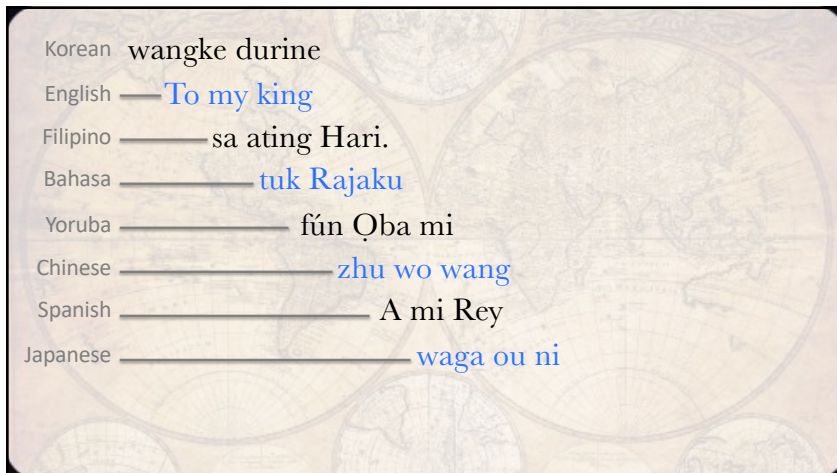 Korean wangke durine
English To my king
Filipino sa ating Hari.
Bahasa tuk Rajaku
Yoruba fún Ọba mi
Chinese zhu wo wang
Spanish A mi Rey
Japanese waga ou ni